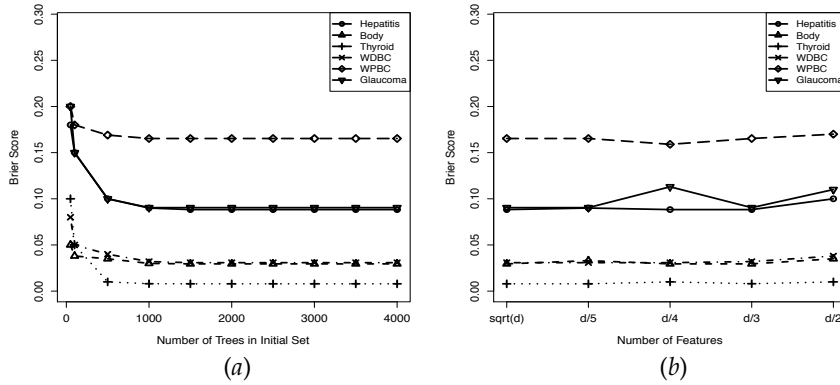 0.30
0.25
0.20
0.15
0.10
0.05
0.00
Brier Score
Hepatitis
Body
Thyroid
WDBC
WPBC
Glaucoma
0
1000
2000
3000
4000
Number of Trees in Initial Set
(a)
0.30
0.25
0.20
0.15
0.10
0.05
0.00
Brier Score
Hepatitis
Body
Thyroid
WDBC
WPBC
Glaucoma
sqrt(d)
d/5
d/4
d/3
d/2
Number of Features
(b)